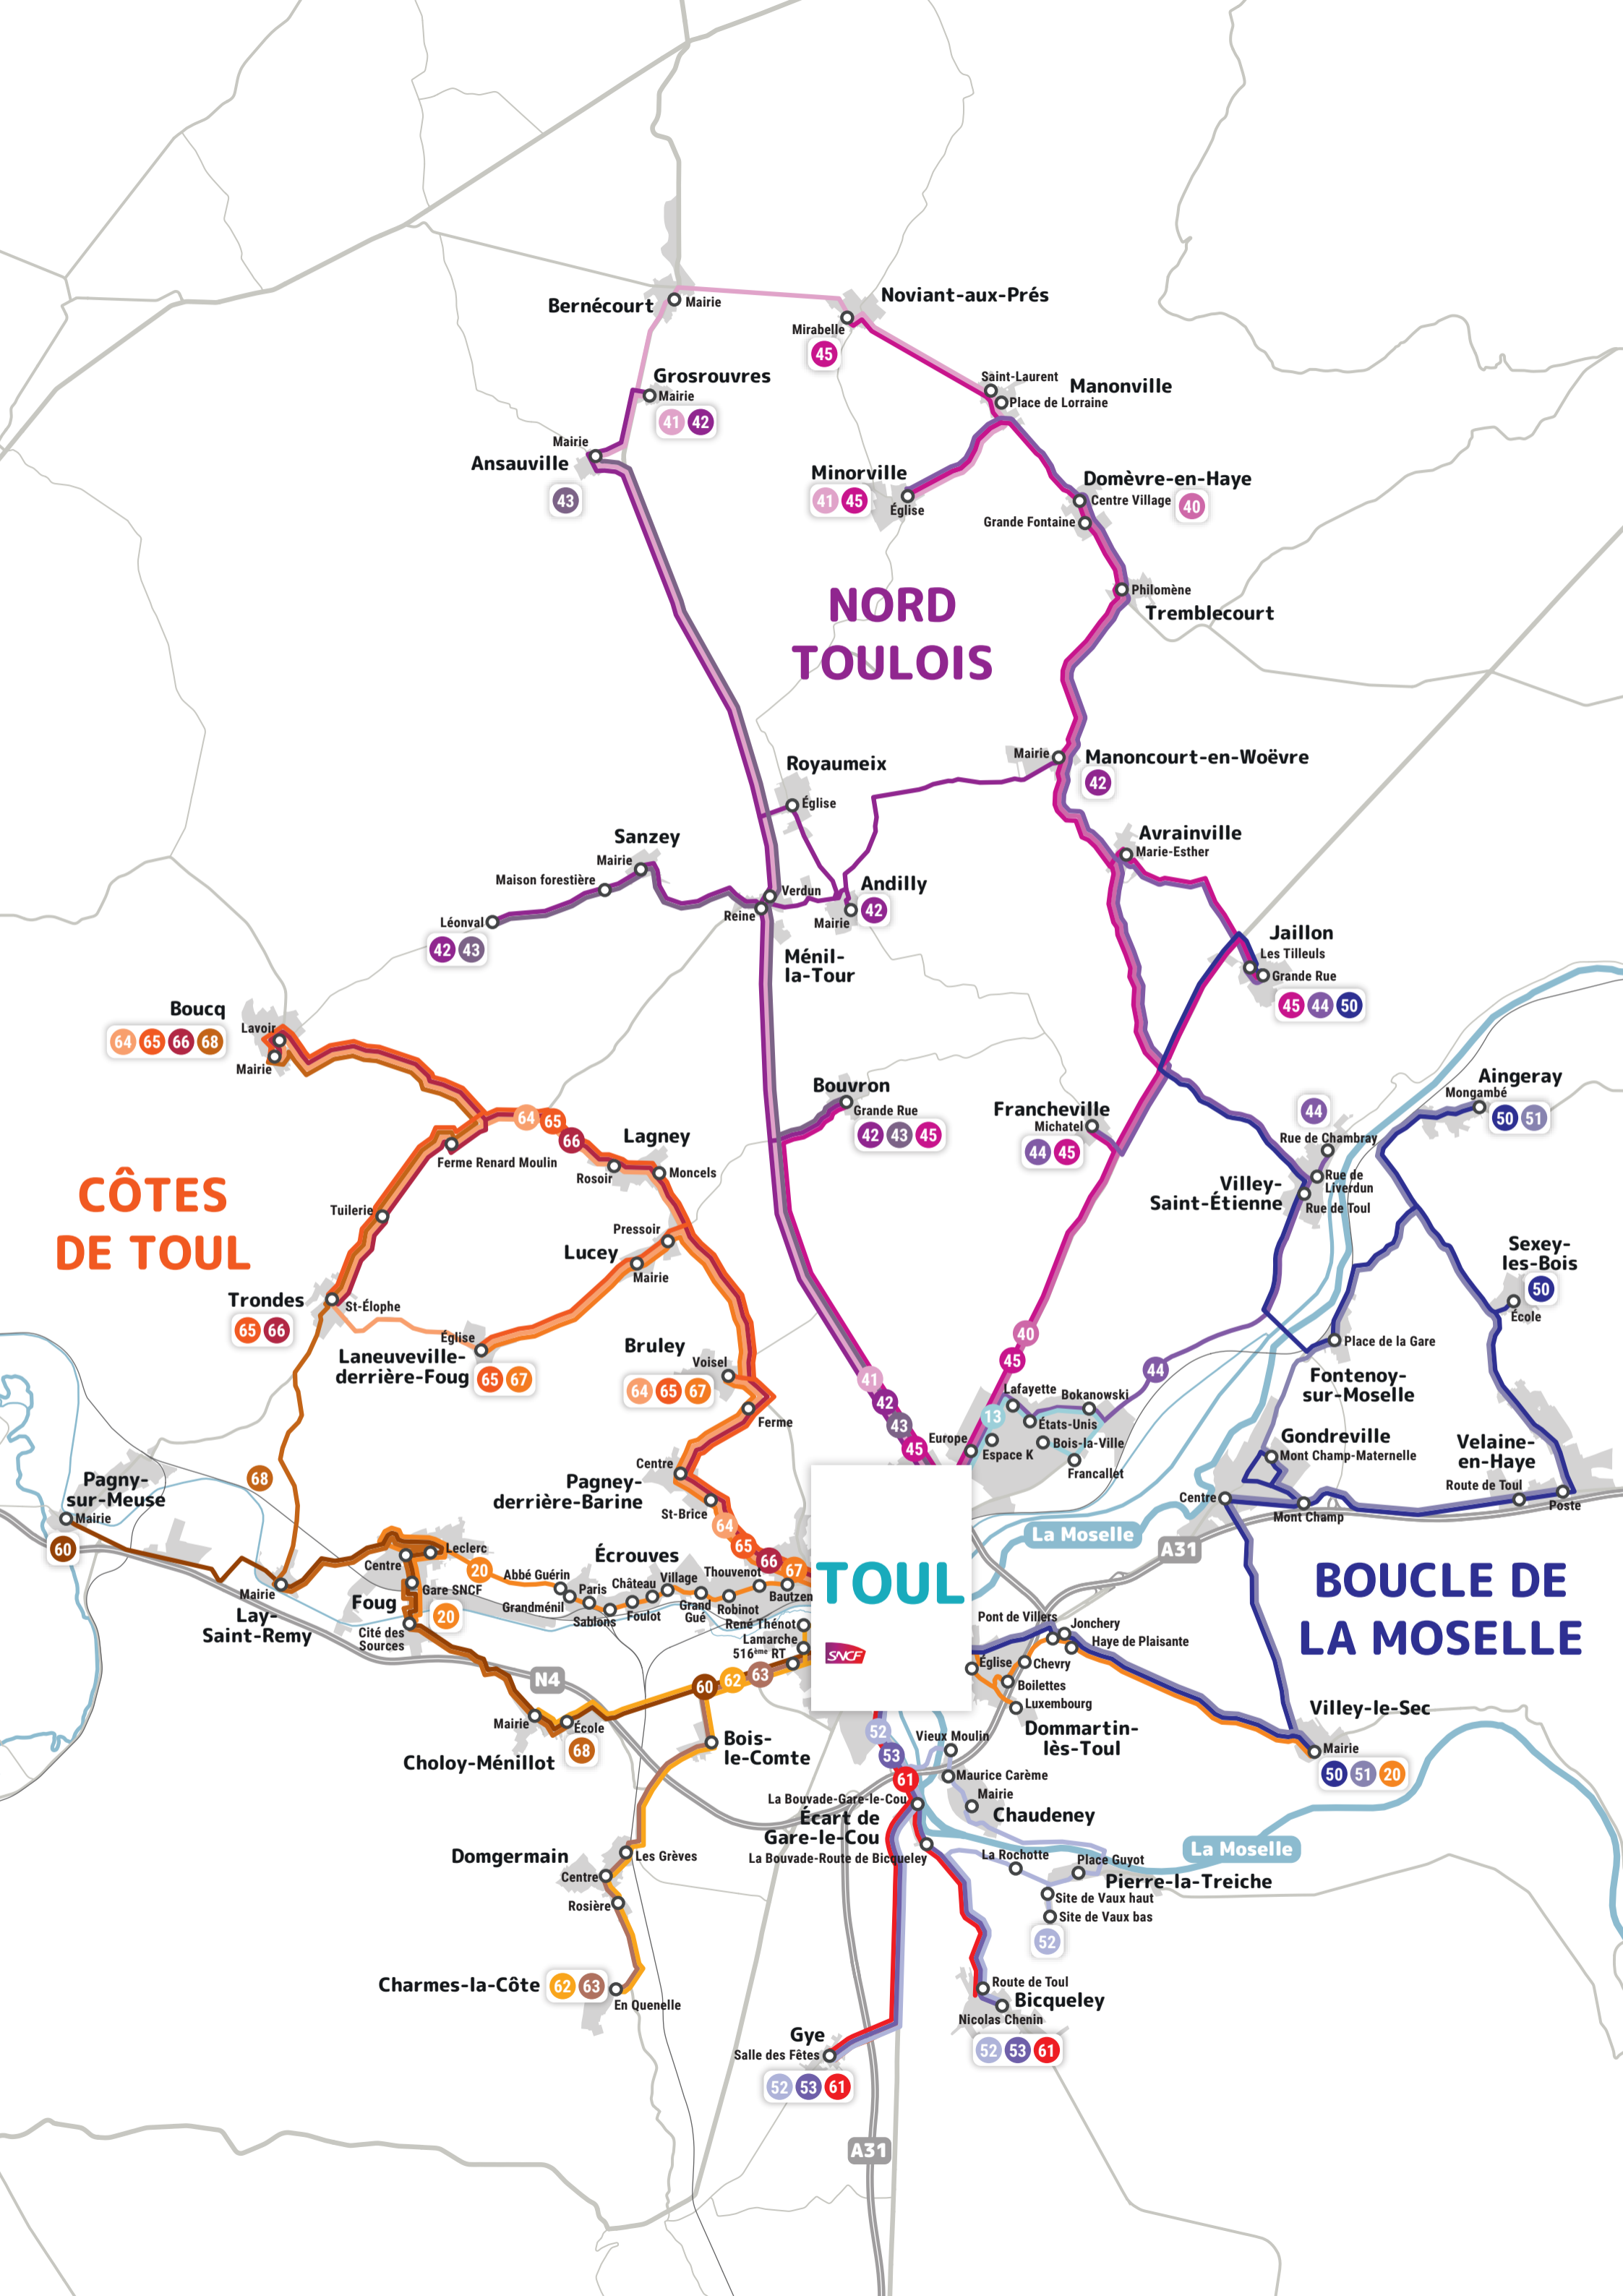 Bernécourt
Mairie
Noviant-aux-Prés
Mirabelle
45
Grosrouvres
Mairie
41 42
Saint-Laurent
Manonville
Place de Lorraine
Mairie
Ansauville
43
Minorville
41 45
Église
Domèvre-en-Haye
Centre Village
40
Grande Fontaine
Philomène
Tremblecourt
NORD
TOULOIS
Mairie
Manoncourt-en-Woëvre
42
Royaumeix
Église
Sanzey
Mairie
Maison forestière
Léonval
42 43
Verdun
Reine
Andilly
Mairie
42
Ménil-
la-Tour
Avrainville
Marie-Esther
Jaillon
Les Tilleuls
Grande Rue
45 44 50
Boucq
Lavoir
64 65 66 68
Mairie
Bouvron
Grande Rue
42 43 45
Francheville
Michatel
44 45
Aingeray
Mongambé
50 51
44
Rue de Chambray
Rue de
Liverdun
Rue de Toul
Villey-
Saint-Étienne
64
65
66
Ferme Renard Moulin
Lagney
Rosoir
Moncels
CÔTES
DE TOUL
Tuilerie
Pressoir
Lucey
Mairie
Sexey-
les-Bois
50
École
Trondes
St-Élophe
65 66
Église
Laneuveville-
derrière-Foug
65 67
Bruley
Voisel
64 65 67
Ferme
40
45
41
42
43
45
44
Place de la Gare
Fontenoy-
sur-Moselle
Lafayette
Bokanowski
13
États-Unis
Europe
Espace K
Bois-la-Ville
Francallet
Gondreville
Mont Champ-Maternelle
Centre
Mont Champ
Velaine-
en-Haye
Route de Toul
Poste
Centre
Pagney-
derrière-Barine
St-Brice
64
65
66
67
68
Pagny-
sur-Meuse
Mairie
60
La Moselle
A31
TOUL
SNCF
BOUCLE DE
LA MOSELLE
Leclerc
Centre
20
Gare SNCF
Foug
20
Cité des
Sources
Mairie
Lay-
Saint-Remy
Écrouves
Abbé Guérin
Grandménil
Paris
Sablons
Château
Foulot
Village
Grand
Gué
Robinot
Thouvenot
Bautzen
René Thénot
Lamarche
516ème RT
60
62
63
N4
Mairie
École
Choloy-Ménillot
68
Bois-
le-Comte
Pont de Villers
Jonchery
Haye de Plaisante
Église
Chevry
Boilettes
Luxembourg
Dommartin-
lès-Toul
Villey-le-Sec
Mairie
50 51 20
52
53
61
Vieux Moulin
Maurice Carème
Mairie
Chaudeney
La Bouvade-Gare-le-Cou
Écart de
Gare-le-Cou
La Bouvade-Route de Bicqueley
La Moselle
La Rochotte
Place Guyot
Pierre-la-Treiche
Site de Vaux haut
Site de Vaux bas
52
Domgermain
Les Grèves
Centre
Rosière
Charmes-la-Côte
62 63
En Quenelle
Route de Toul
Bicqueley
Nicolas Chenin
52 53 61
Gye
Salle des Fêtes
52 53 61
A31